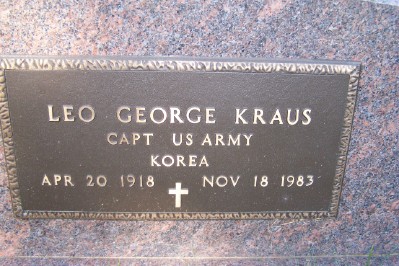 LEO GEORGE KRAUS
CAPT US ARMY
KOREA
APR 20 1918 NOV 18 1983